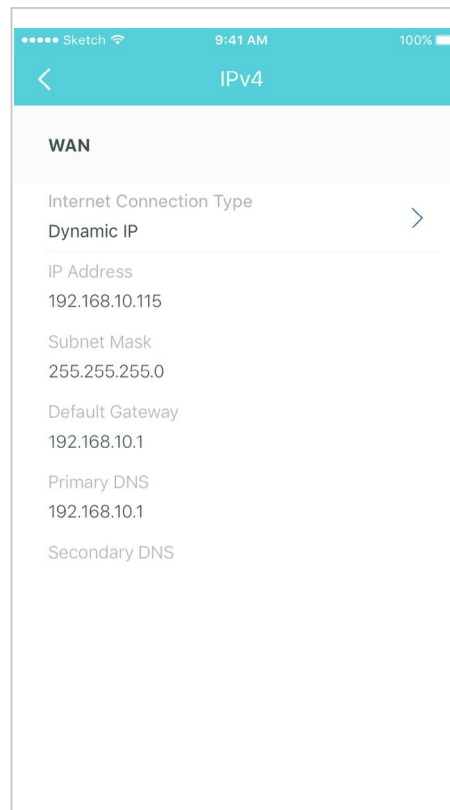 Sketch 9:41 AM 100%
IPv4
WAN
Internet Connection Type
Dynamic IP
IP Address
192.168.10.115
Subnet Mask
255.255.255.0
Default Gateway
192.168.10.1
Primary DNS
192.168.10.1
Secondary DNS